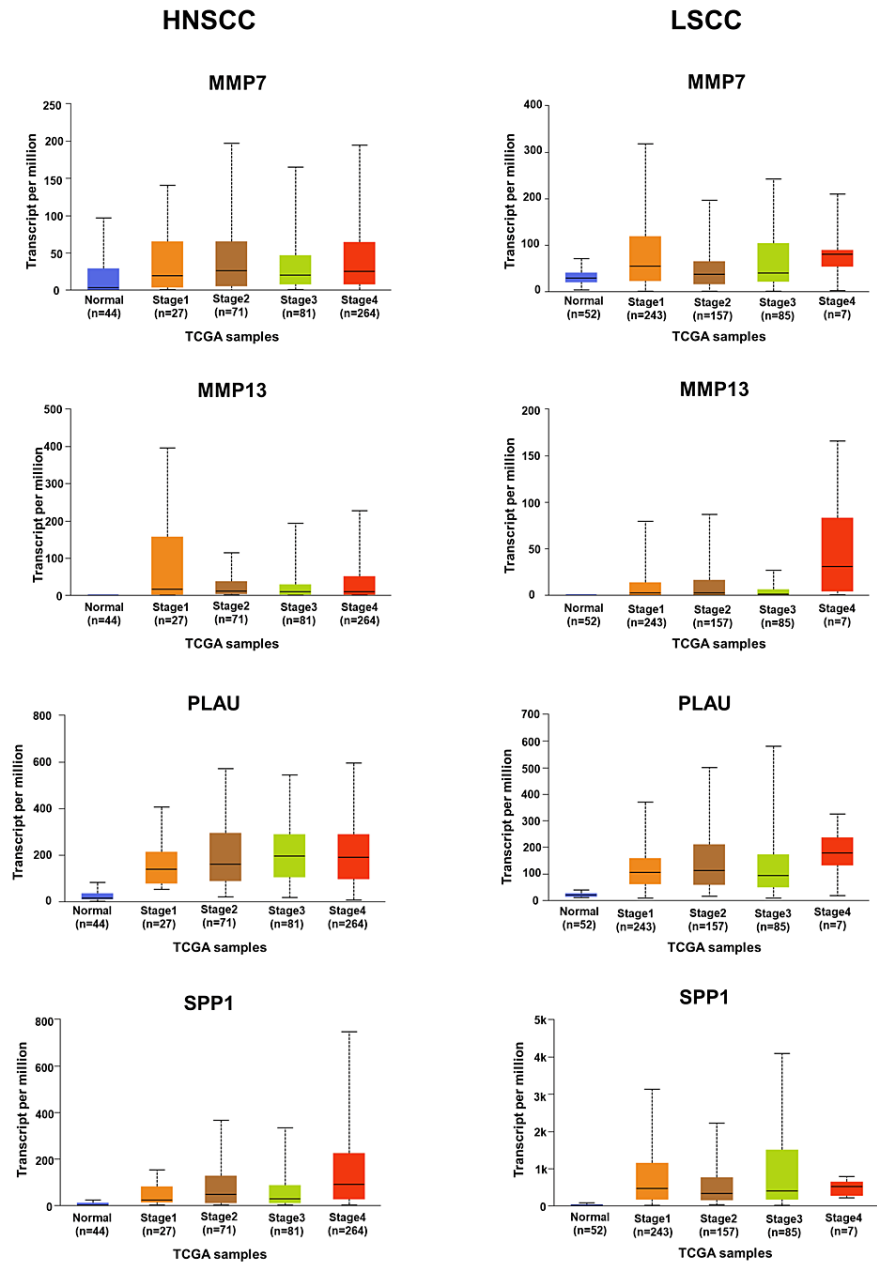 HNSCC
LSCC
MMP7
Transcript per million
250
200
150
100
50
0
Normal Stage1 Stage2 Stage3 Stage4
(n=44) (n=27) (n=71) (n=81) (n=264)
TCGA samples
MMP7
Transcript per million
400
300
200
100
0
Normal Stage1 Stage2 Stage3 Stage4
(n=52) (n=243) (n=157) (n=85) (n=7)
TCGA samples
MMP13
Transcript per million
500
400
300
200
100
0
Normal Stage1 Stage2 Stage3 Stage4
(n=44) (n=27) (n=71) (n=81) (n=264)
TCGA samples
MMP13
Transcript per million
200
150
100
50
0
Normal Stage1 Stage2 Stage3 Stage4
(n=52) (n=243) (n=157) (n=85) (n=7)
TCGA samples
PLAU
Transcript per million
800
600
400
200
0
Normal Stage1 Stage2 Stage3 Stage4
(n=44) (n=27) (n=71) (n=81) (n=264)
TCGA samples
PLAU
Transcript per million
700
600
500
400
300
200
100
0
Normal Stage1 Stage2 Stage3 Stage4
(n=52) (n=243) (n=157) (n=85) (n=7)
TCGA samples
SPP1
Transcript per million
800
600
400
200
0
Normal Stage1 Stage2 Stage3 Stage4
(n=44) (n=27) (n=71) (n=81) (n=264)
TCGA samples
SPP1
Transcript per million
5k
4k
3k
2k
1k
0
Normal Stage1 Stage2 Stage3 Stage4
(n=52) (n=243) (n=157) (n=85) (n=7)
TCGA samples